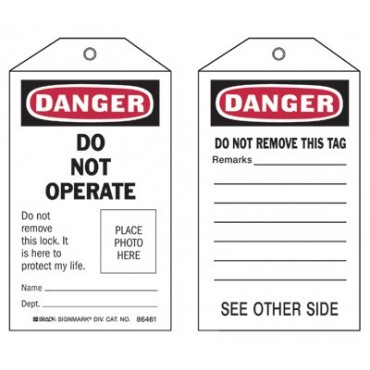 DANGER
DO
NOT
OPERATE
Do not
remove
this lock. It
is here to
protect my life.
PLACE
PHOTO
HERE
Name
Dept.
BRADY. SIGNMARK® DIV. CAT. NO. 86461
DANGER
DO NOT REMOVE THIS TAG
Remarks
SEE OTHER SIDE